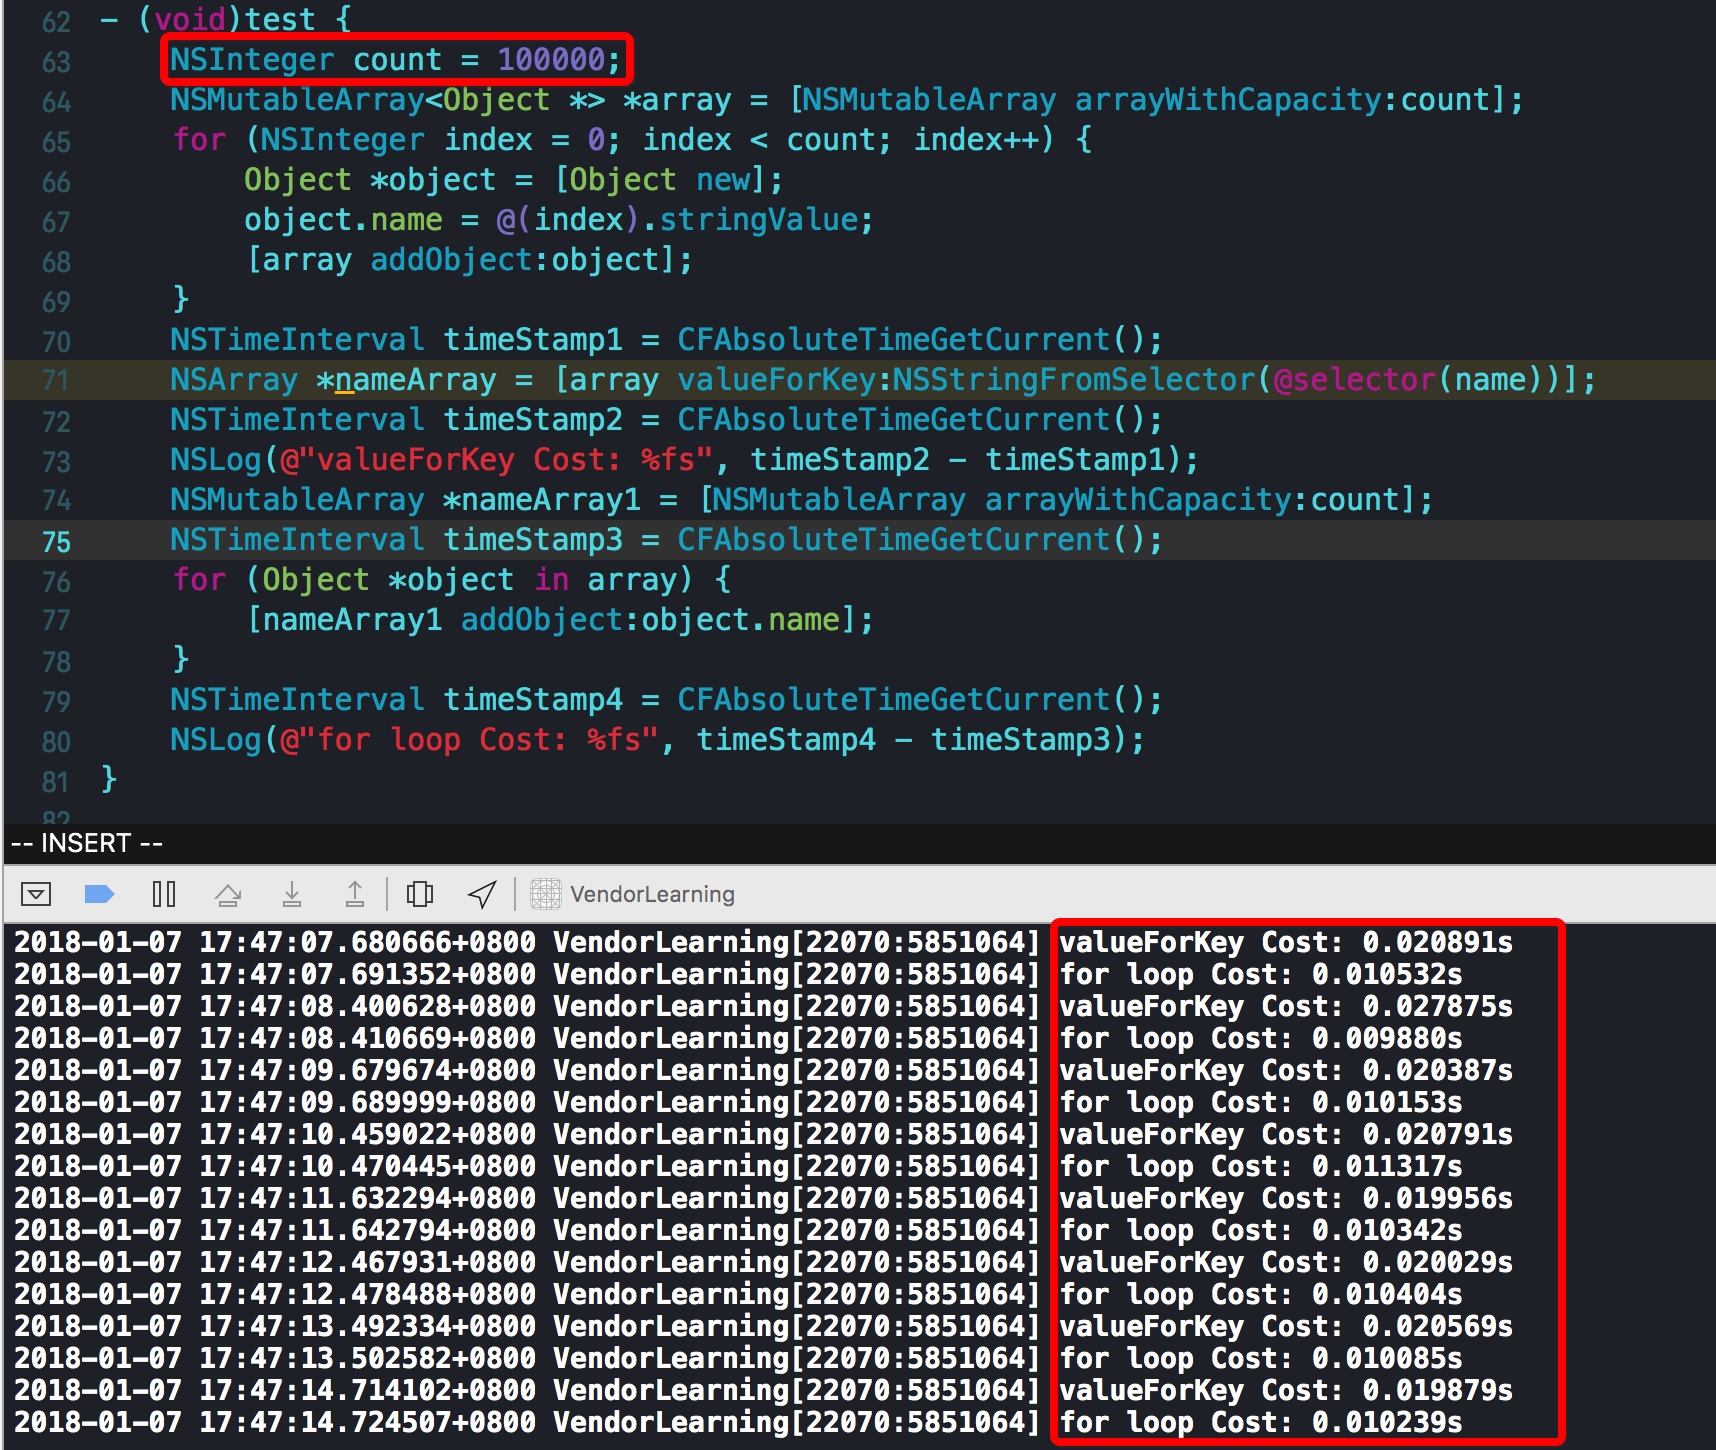 62 - (void)test {
63 NSInteger count = 100000;
64 NSMutableArray<Object *> *array = [NSMutableArray arrayWithCapacity:count];
65 for (NSInteger index = 0; index < count; index++) {
66 Object *object = [Object new];
67 object.name = @(index).stringValue;
68 [array addObject:object];
69 }
70 NSTimeInterval timeStamp1 = CFAbsoluteTimeGetCurrent();
71 NSArray *nameArray = [array valueForKey:NSStringFromSelector(@selector(name))];
72 NSTimeInterval timeStamp2 = CFAbsoluteTimeGetCurrent();
73 NSLog(@"valueForKey Cost: %fs", timeStamp2 - timeStamp1);
74 NSMutableArray *nameArray1 = [NSMutableArray arrayWithCapacity:count];
75 NSTimeInterval timeStamp3 = CFAbsoluteTimeGetCurrent();
76 for (Object *object in array) {
77 [nameArray1 addObject:object.name];
78 }
79 NSTimeInterval timeStamp4 = CFAbsoluteTimeGetCurrent();
80 NSLog(@"for loop Cost: %fs", timeStamp4 - timeStamp3);
81 }
82
-- INSERT --
VendorLearning
2018-01-07 17:47:07.680666+0800 VendorLearning[22070:5851064] valueForKey Cost: 0.020891s
2018-01-07 17:47:07.691352+0800 VendorLearning[22070:5851064] for loop Cost: 0.010532s
2018-01-07 17:47:08.400628+0800 VendorLearning[22070:5851064] valueForKey Cost: 0.027875s
2018-01-07 17:47:08.410669+0800 VendorLearning[22070:5851064] for loop Cost: 0.009880s
2018-01-07 17:47:09.679674+0800 VendorLearning[22070:5851064] valueForKey Cost: 0.020387s
2018-01-07 17:47:09.689999+0800 VendorLearning[22070:5851064] for loop Cost: 0.010153s
2018-01-07 17:47:10.459022+0800 VendorLearning[22070:5851064] valueForKey Cost: 0.020791s
2018-01-07 17:47:10.470445+0800 VendorLearning[22070:5851064] for loop Cost: 0.011317s
2018-01-07 17:47:11.632294+0800 VendorLearning[22070:5851064] valueForKey Cost: 0.019956s
2018-01-07 17:47:11.642794+0800 VendorLearning[22070:5851064] for loop Cost: 0.010342s
2018-01-07 17:47:12.467931+0800 VendorLearning[22070:5851064] valueForKey Cost: 0.020029s
2018-01-07 17:47:12.478488+0800 VendorLearning[22070:5851064] for loop Cost: 0.010404s
2018-01-07 17:47:13.492334+0800 VendorLearning[22070:5851064] valueForKey Cost: 0.020569s
2018-01-07 17:47:13.502582+0800 VendorLearning[22070:5851064] for loop Cost: 0.010085s
2018-01-07 17:47:14.714102+0800 VendorLearning[22070:5851064] valueForKey Cost: 0.019879s
2018-01-07 17:47:14.724507+0800 VendorLearning[22070:5851064] for loop Cost: 0.010239s